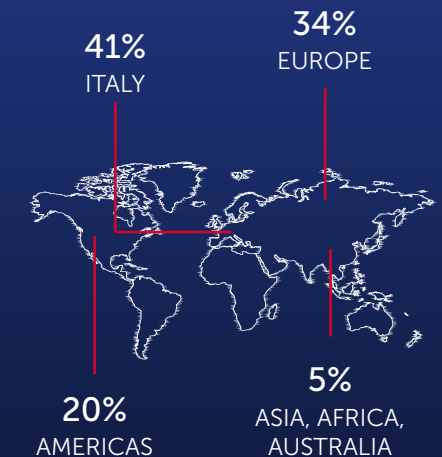 41%
ITALY
34%
EUROPE
20%
AMERICAS
5%
ASIA, AFRICA,
AUSTRALIA